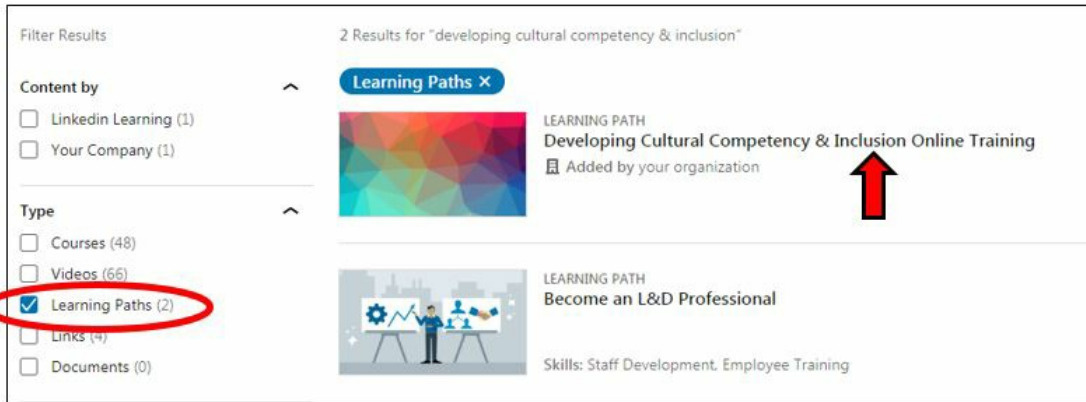 Filter Results
Content by
Linkedin Learning (1)
Your Company (1)
Type
Courses (48)
Videos (66)
Learning Paths (2)
Links (4)
Documents (0)
2 Results for "developing cultural competency & inclusion"
Learning Paths ×
LEARNING PATH
Developing Cultural Competency & Inclusion Online Training
Added by your organization
LEARNING PATH
Become an L&D Professional
Skills: Staff Development, Employee Training